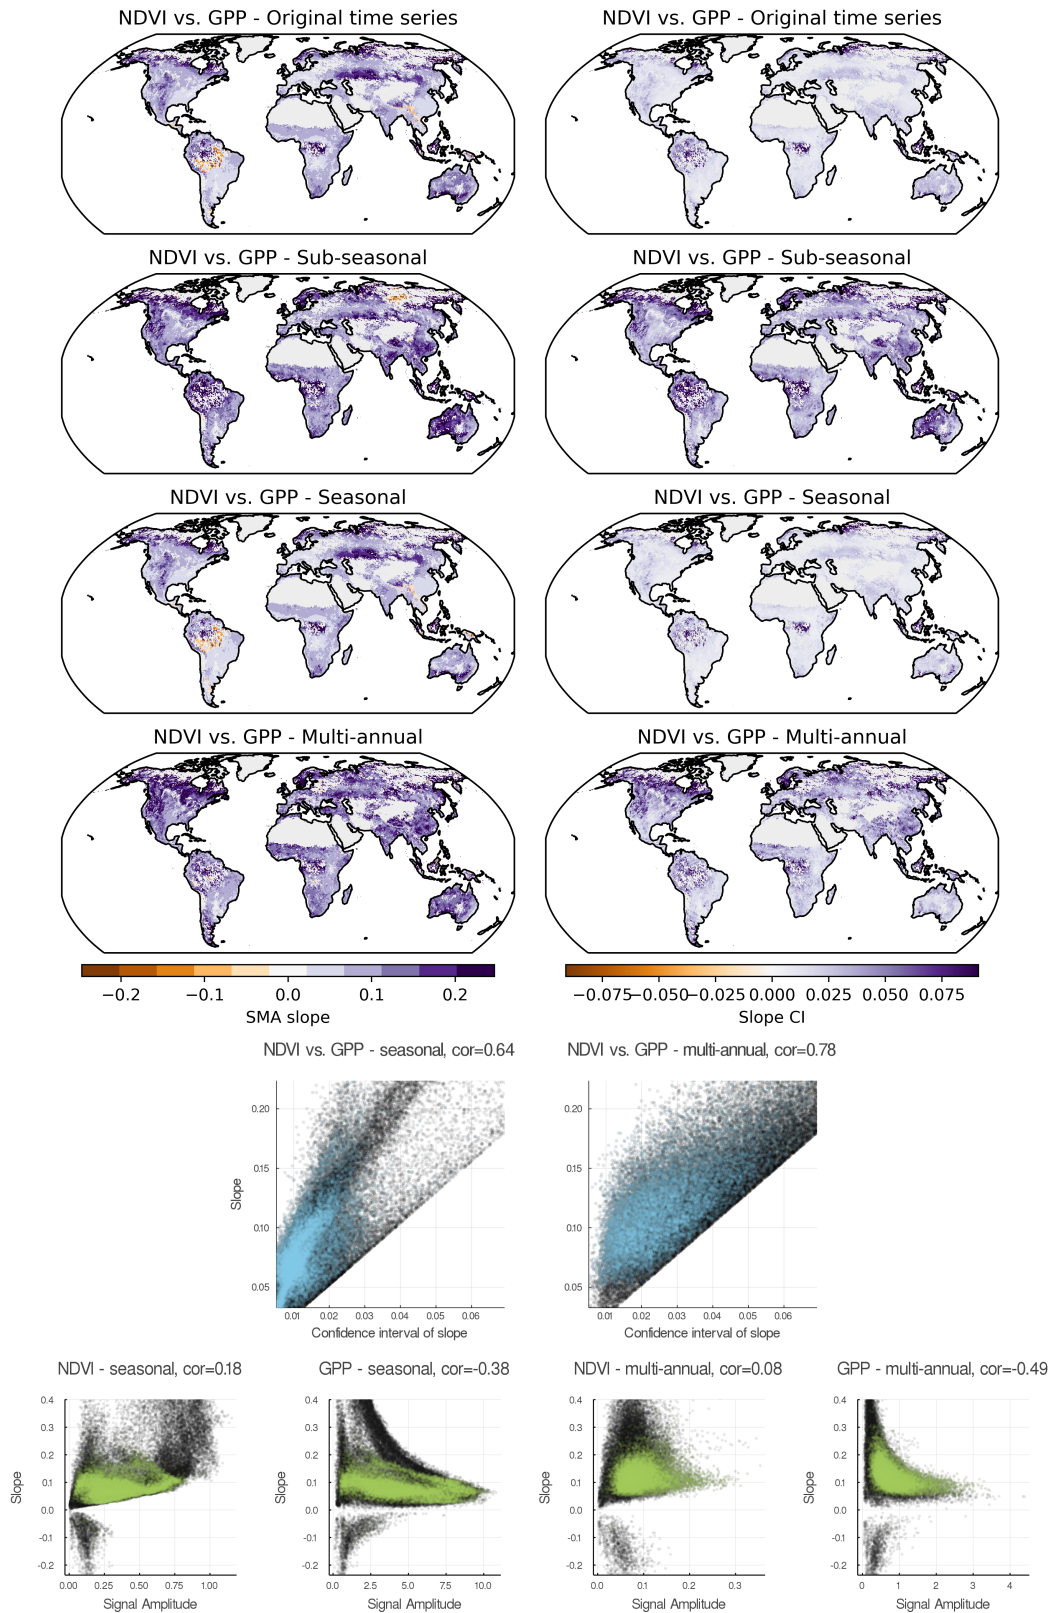 NDVI vs. GPP - Original time series
NDVI vs. GPP - Original time series
NDVI vs. GPP - Sub-seasonal
NDVI vs. GPP - Sub-seasonal
NDVI vs. GPP - Seasonal
NDVI vs. GPP - Seasonal
NDVI vs. GPP - Multi-annual
NDVI vs. GPP - Multi-annual
−0.2 −0.1 0.0 0.1 0.2
SMA slope
−0.075 −0.050 −0.025 0.000 0.025 0.050 0.075
Slope CI
NDVI vs. GPP - seasonal, cor=0.64
0.20
0.15
0.10
0.05
Slope
0.01 0.02 0.03 0.04 0.05 0.06
Confidence interval of slope
NDVI vs. GPP - multi-annual, cor=0.78
0.20
0.15
0.10
0.05
0.01 0.02 0.03 0.04 0.05 0.06
Confidence interval of slope
NDVI - seasonal, cor=0.18
0.4
0.3
0.2
0.1
0.0
-0.1
-0.2
Slope
0.00 0.25 0.50 0.75 1.00
Signal Amplitude
GPP - seasonal, cor=-0.38
0.4
0.3
0.2
0.1
0.0
-0.1
-0.2
Slope
2.5 5.0 7.5 10.0
Signal Amplitude
NDVI - multi-annual, cor=0.08
0.4
0.3
0.2
0.1
0.0
-0.1
-0.2
Slope
0.0 0.1 0.2 0.3
Signal Amplitude
GPP - multi-annual, cor=-0.49
0.4
0.3
0.2
0.1
0.0
-0.1
-0.2
Slope
0 1 2 3 4
Signal Amplitude